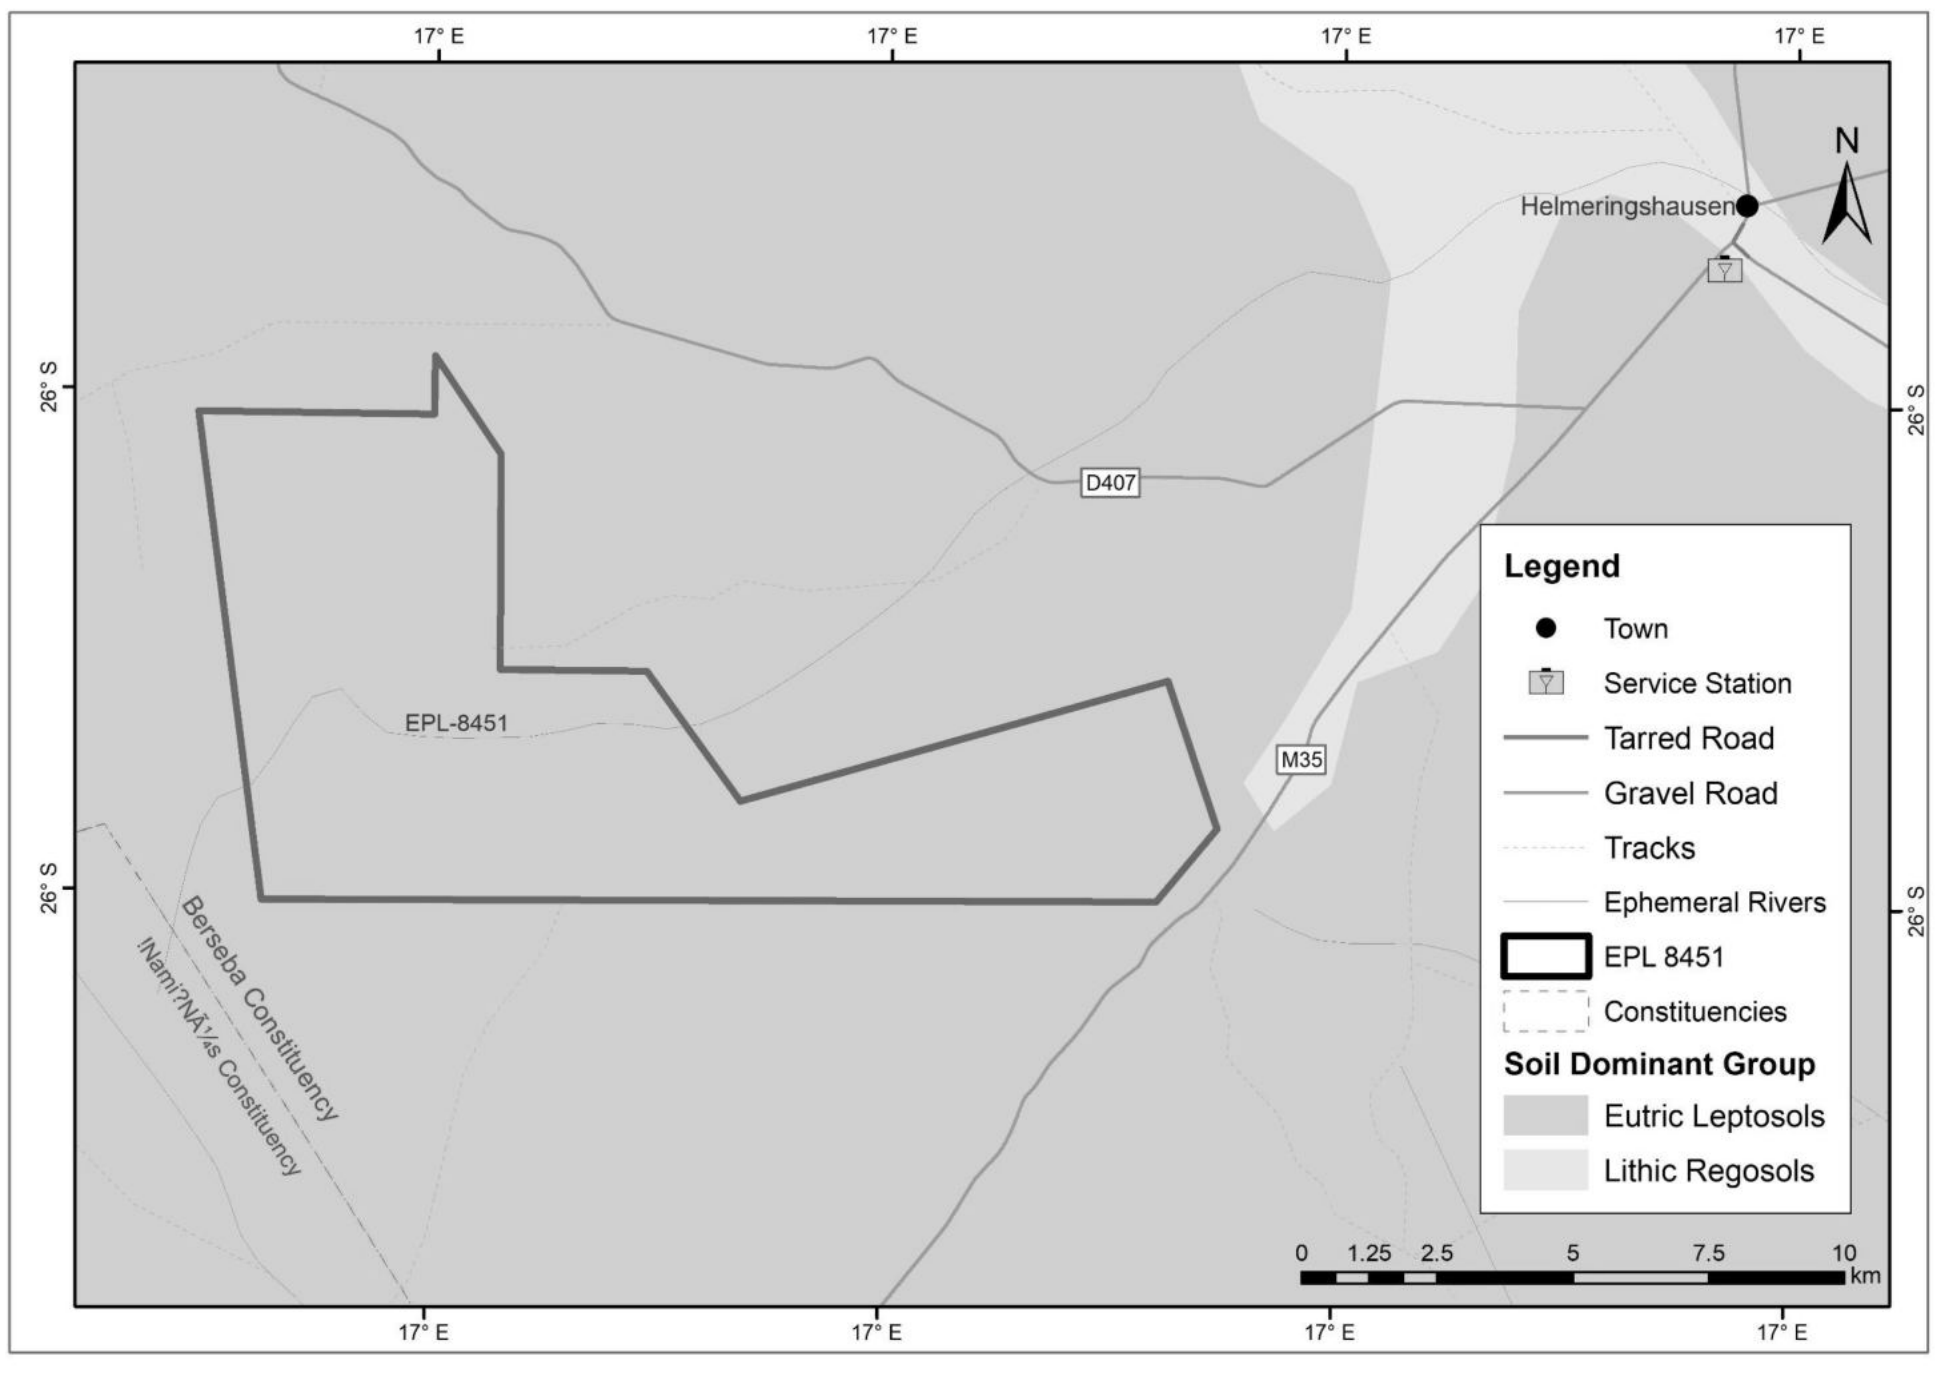 17° E 17° E 17° E 17° E
N
Helmeringshausen
26° S
26° S
D407
Legend
Town
Service Station
EPL-8451
M35
Tarred Road
Gravel Road
Tracks
26° S
26° S
Ephemeral Rivers
Berseba Constituency
!Nami?NÃ¼s Constituency
EPL 8451
Constituencies
Soil Dominant Group
Eutric Leptosols
Lithic Regosols
0 1.25 2.5 5 7.5 10
km
17° E 17° E 17° E 17° E